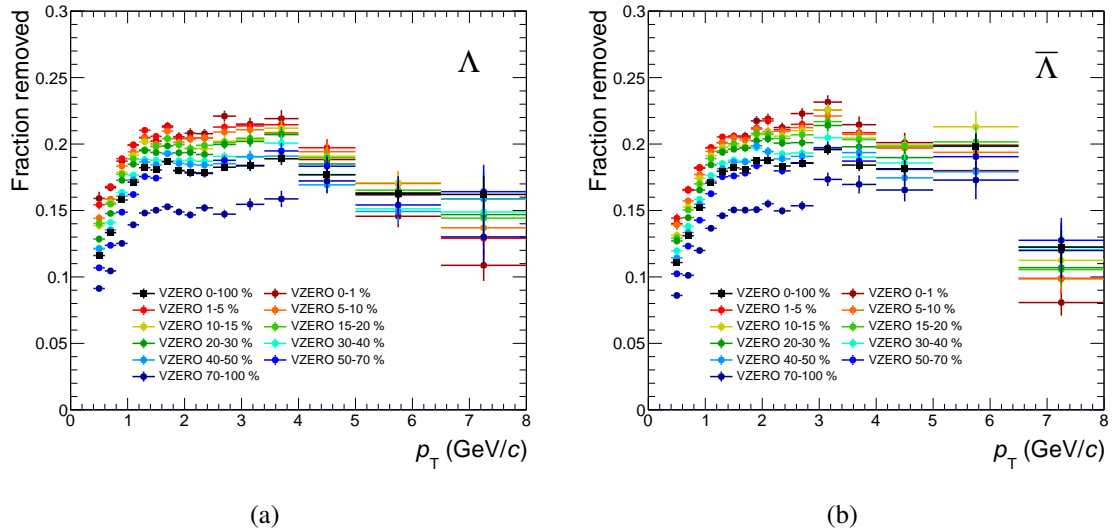 Fraction removed
0.3
0.25
0.2
0.15
0.1
0.05
0
Λ
VZERO 0-100 % VZERO 0-1 %
VZERO 1-5 % VZERO 5-10 %
VZERO 10-15 % VZERO 15-20 %
VZERO 20-30 % VZERO 30-40 %
VZERO 40-50 % VZERO 50-70 %
VZERO 70-100 %
0 1 2 3 4 5 6 7 8
p_T (GeV/c)
(a)
Fraction removed
0.3
0.25
0.2
0.15
0.1
0.05
0
Λ̅
VZERO 0-100 % VZERO 0-1 %
VZERO 1-5 % VZERO 5-10 %
VZERO 10-15 % VZERO 15-20 %
VZERO 20-30 % VZERO 30-40 %
VZERO 40-50 % VZERO 50-70 %
VZERO 70-100 %
0 1 2 3 4 5 6 7 8
p_T (GeV/c)
(b)